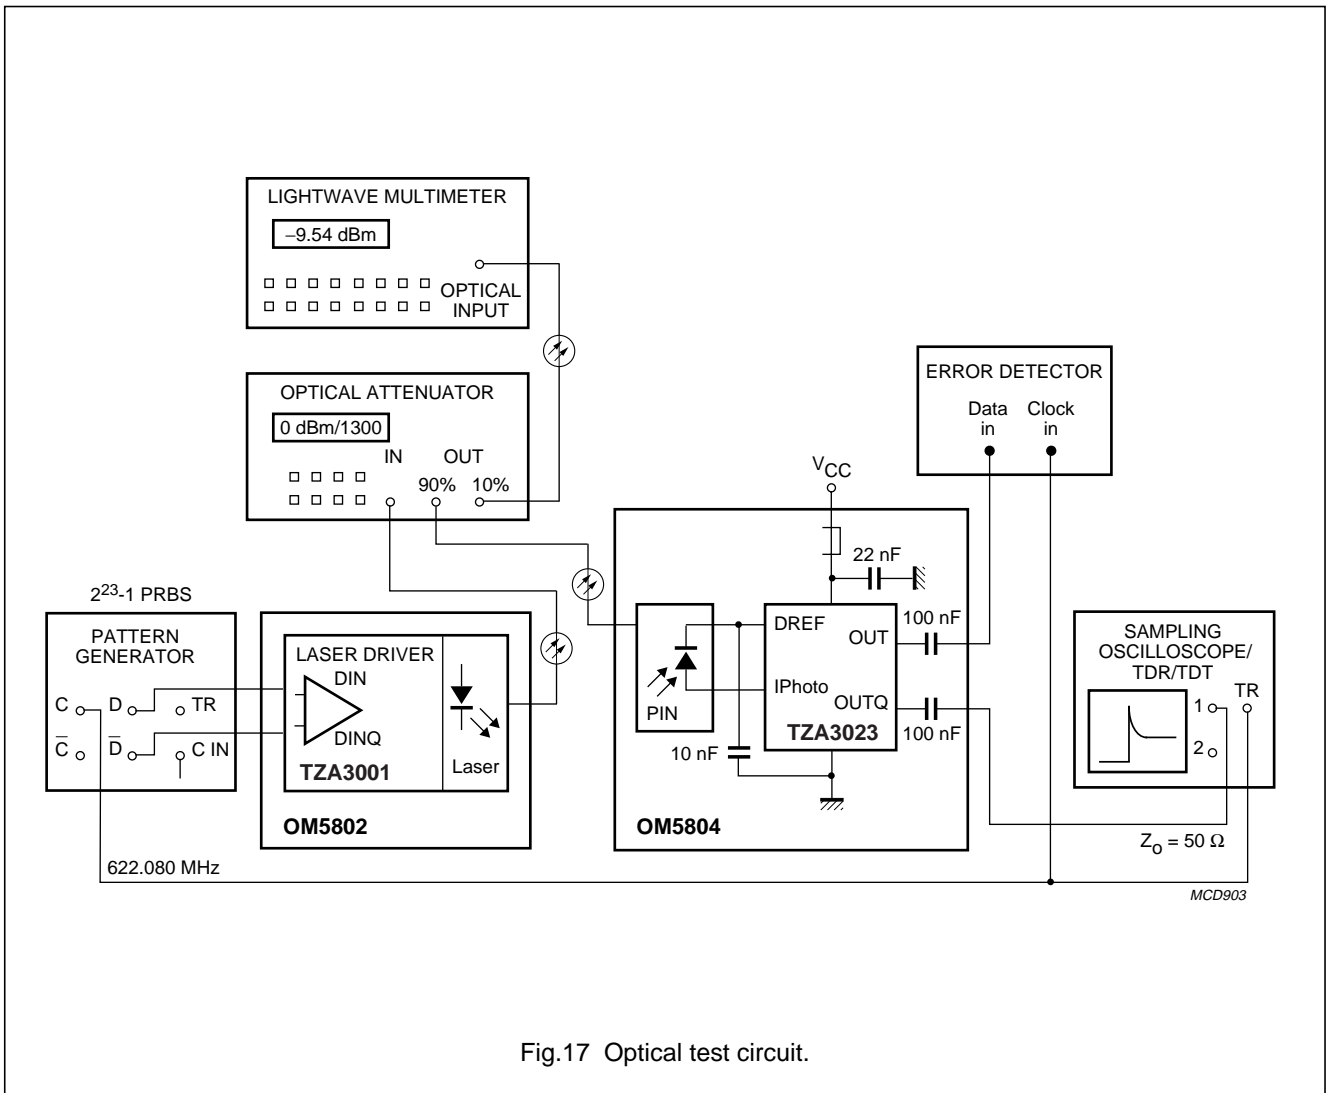 LIGHTWAVE MULTIMETER
–9.54 dBm
OPTICAL
INPUT
OPTICAL ATTENUATOR
0 dBm/1300
IN OUT
90% 10%
ERROR DETECTOR
Data Clock
in in
VCC
22 nF
2²³-1 PRBS
PATTERN
GENERATOR
C D TR
C̅ D̅ C IN
LASER DRIVER
DIN
DINQ
TZA3001
Laser
OM5802
PIN
10 nF
DREF
OUT
IPhoto
OUTQ
TZA3023
100 nF
100 nF
OM5804
SAMPLING
OSCILLOSCOPE/
TDR/TDT
TR
1
2
Zo = 50 Ω
622.080 MHz
MCD903
Fig.17 Optical test circuit.